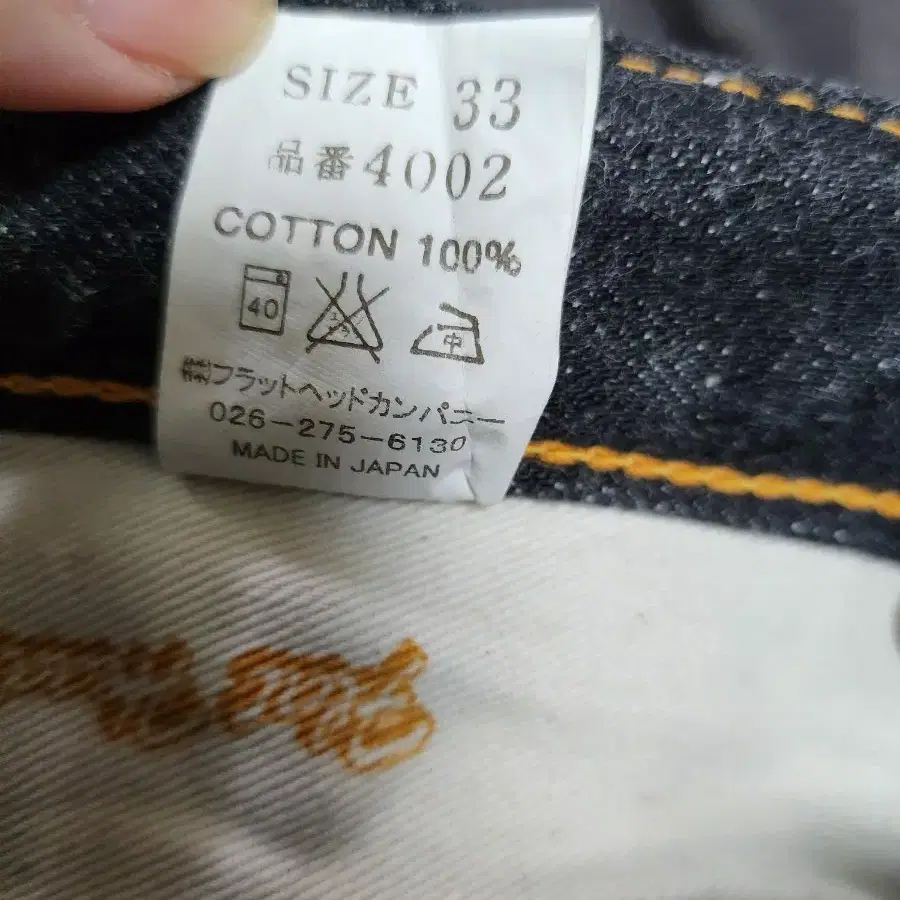 SIZE 33
品番4002
COTTON 100%
40
中
㈱フラットヘッドカンパニー
026-275-6130
MADE IN JAPAN